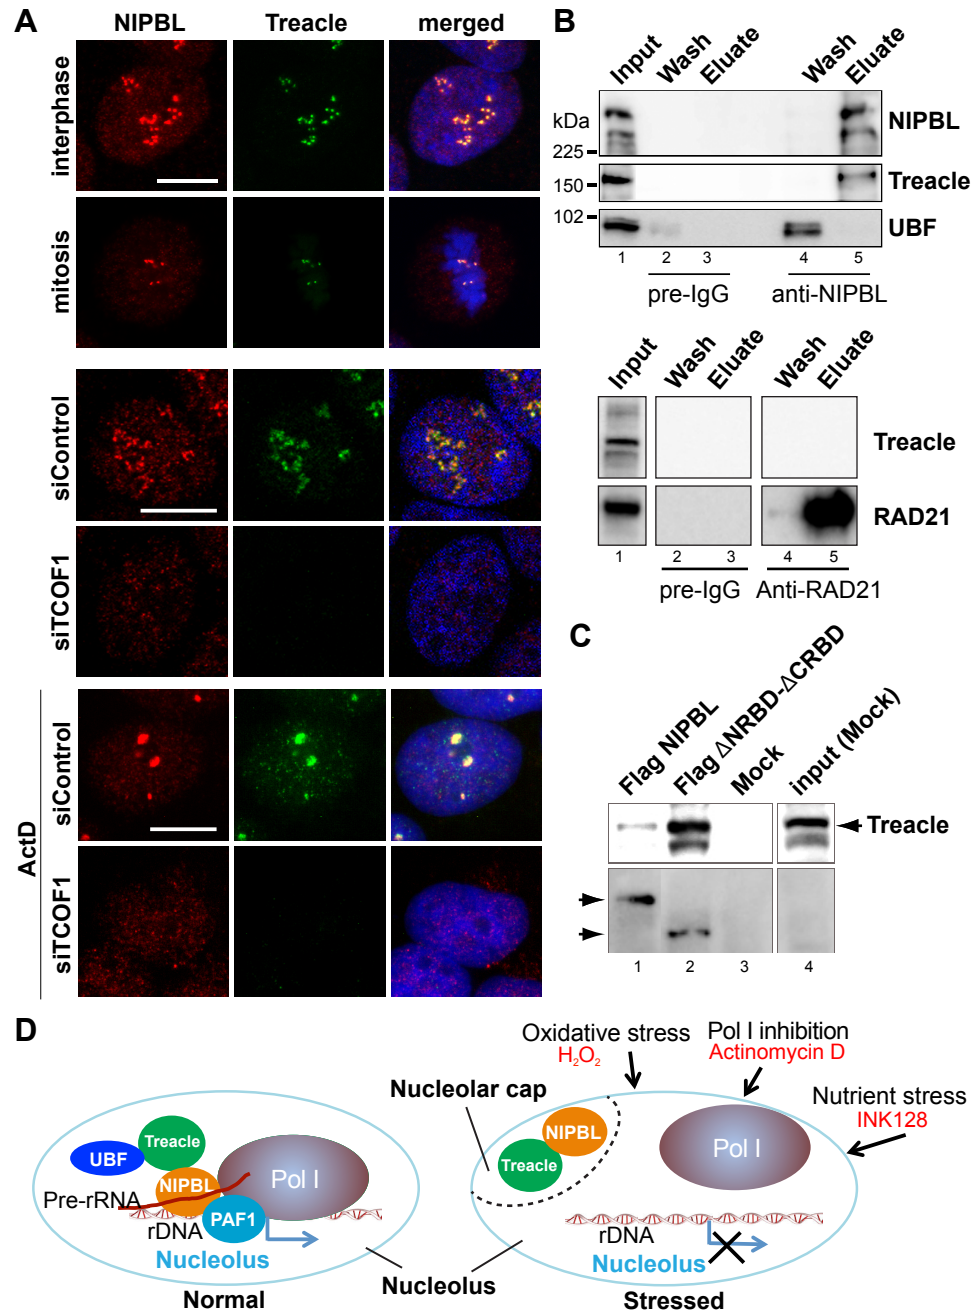 A
NIPBL Treacle merged
interphase
mitosis
siControl
siTCOF1
ActD
siControl
siTCOF1
B
Input Wash Eluate Wash Eluate
kDa
225
NIPBL
150
Treacle
102
UBF
1 2 3 4 5
pre-IgG anti-NIPBL
Input Wash Eluate Wash Eluate
Treacle
RAD21
1 2 3 4 5
pre-IgG Anti-RAD21
C
Flag NIPBL Flag ΔNRBD-ΔCRBD Mock input (Mock)
Treacle
1 2 3 4
D
Oxidative stress
H₂O₂
Pol I inhibition
Actinomycin D
Nutrient stress
INK128
Nucleolar cap
Treacle
UBF
NIPBL
Pol I
Pre-rRNA
PAF1
rDNA
Nucleolus
Normal
Nucleolus
NIPBL
Treacle
Pol I
rDNA
Nucleolus
Stressed